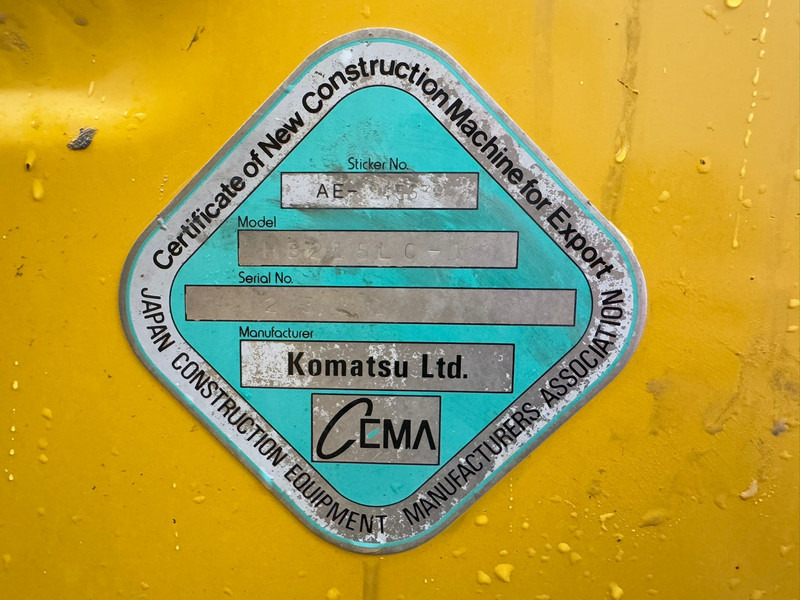 Certificate of New Construction Machine for Export
Sticker No.
AE-
Model
Serial No.
Manufacturer
Komatsu Ltd.
CEMA
JAPAN CONSTRUCTION EQUIPMENT MANUFACTURERS ASSOCIATION